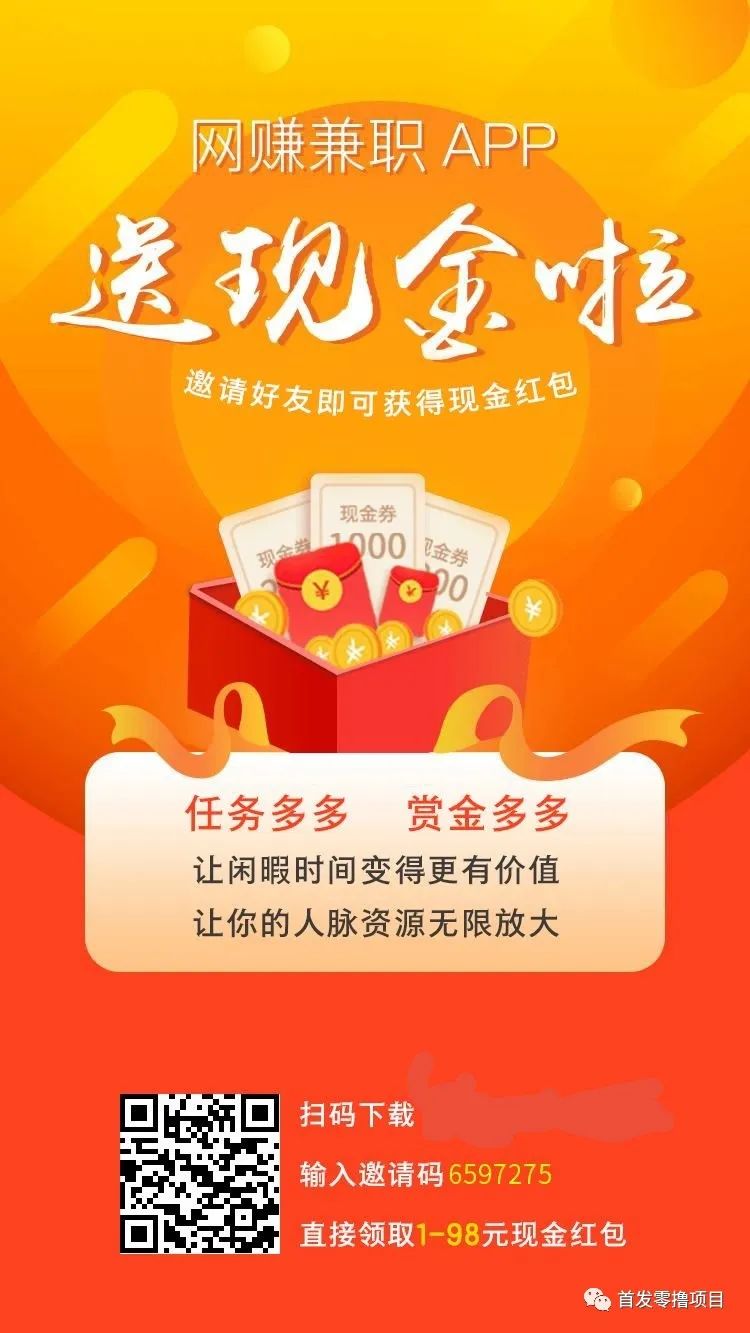 网赚兼职 APP
送现金啦
邀请好友即可获得现金红包
现金券
1000
现金券
现金券
00
任务多多 赏金多多
让闲暇时间变得更有价值
让你的人脉资源无限放大
扫码下载
输入邀请码6597275
直接领取1-98元现金红包
首发零撸项目